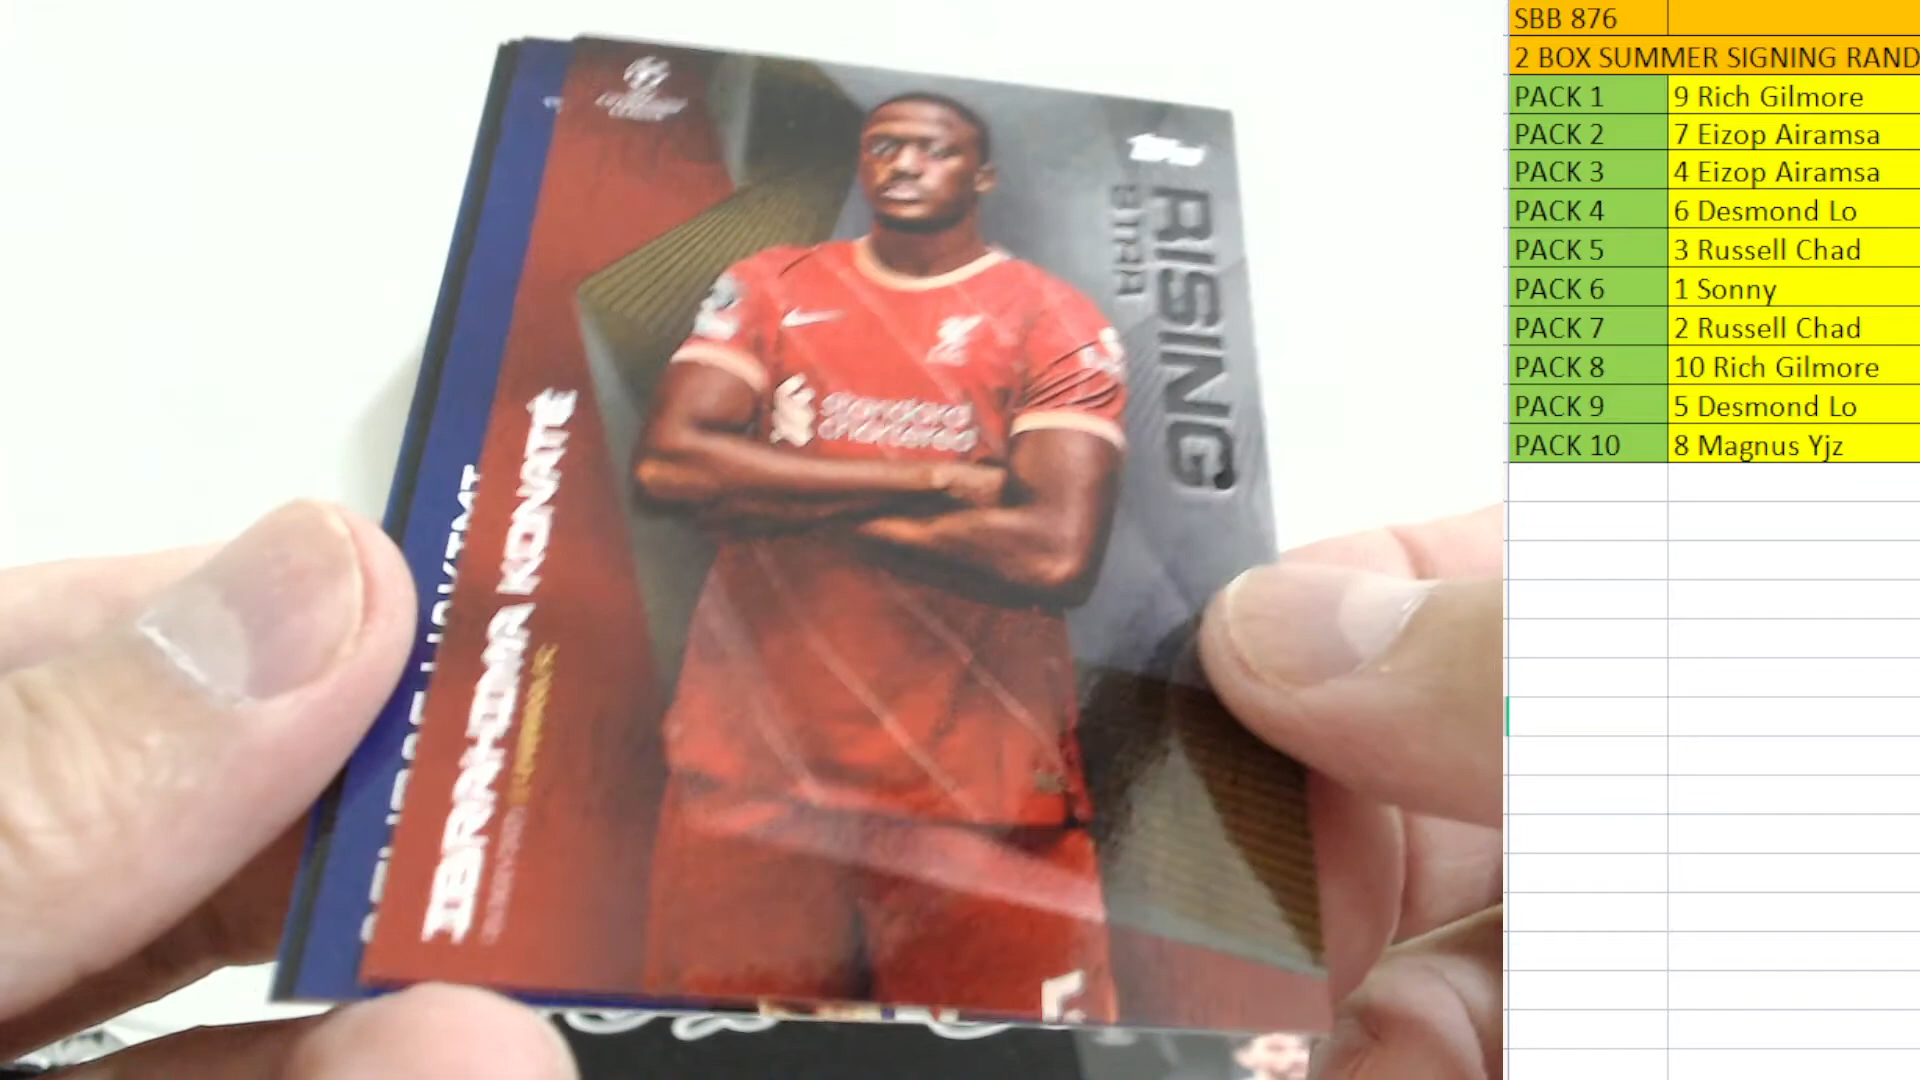 SBB 876
2 BOX SUMMER SIGNING RAND
PACK 1 9 Rich Gilmore
PACK 2 7 Eizop Airamsa
PACK 3 4 Eizop Airamsa
PACK 4 6 Desmond Lo
PACK 5 3 Russell Chad
PACK 6 1 Sonny
PACK 7 2 Russell Chad
PACK 8 10 Rich Gilmore
PACK 9 5 Desmond Lo
PACK 10 8 Magnus Yjz
topps
RISING
STAR
standard
chartered
IBRAHIMA KONATÉ